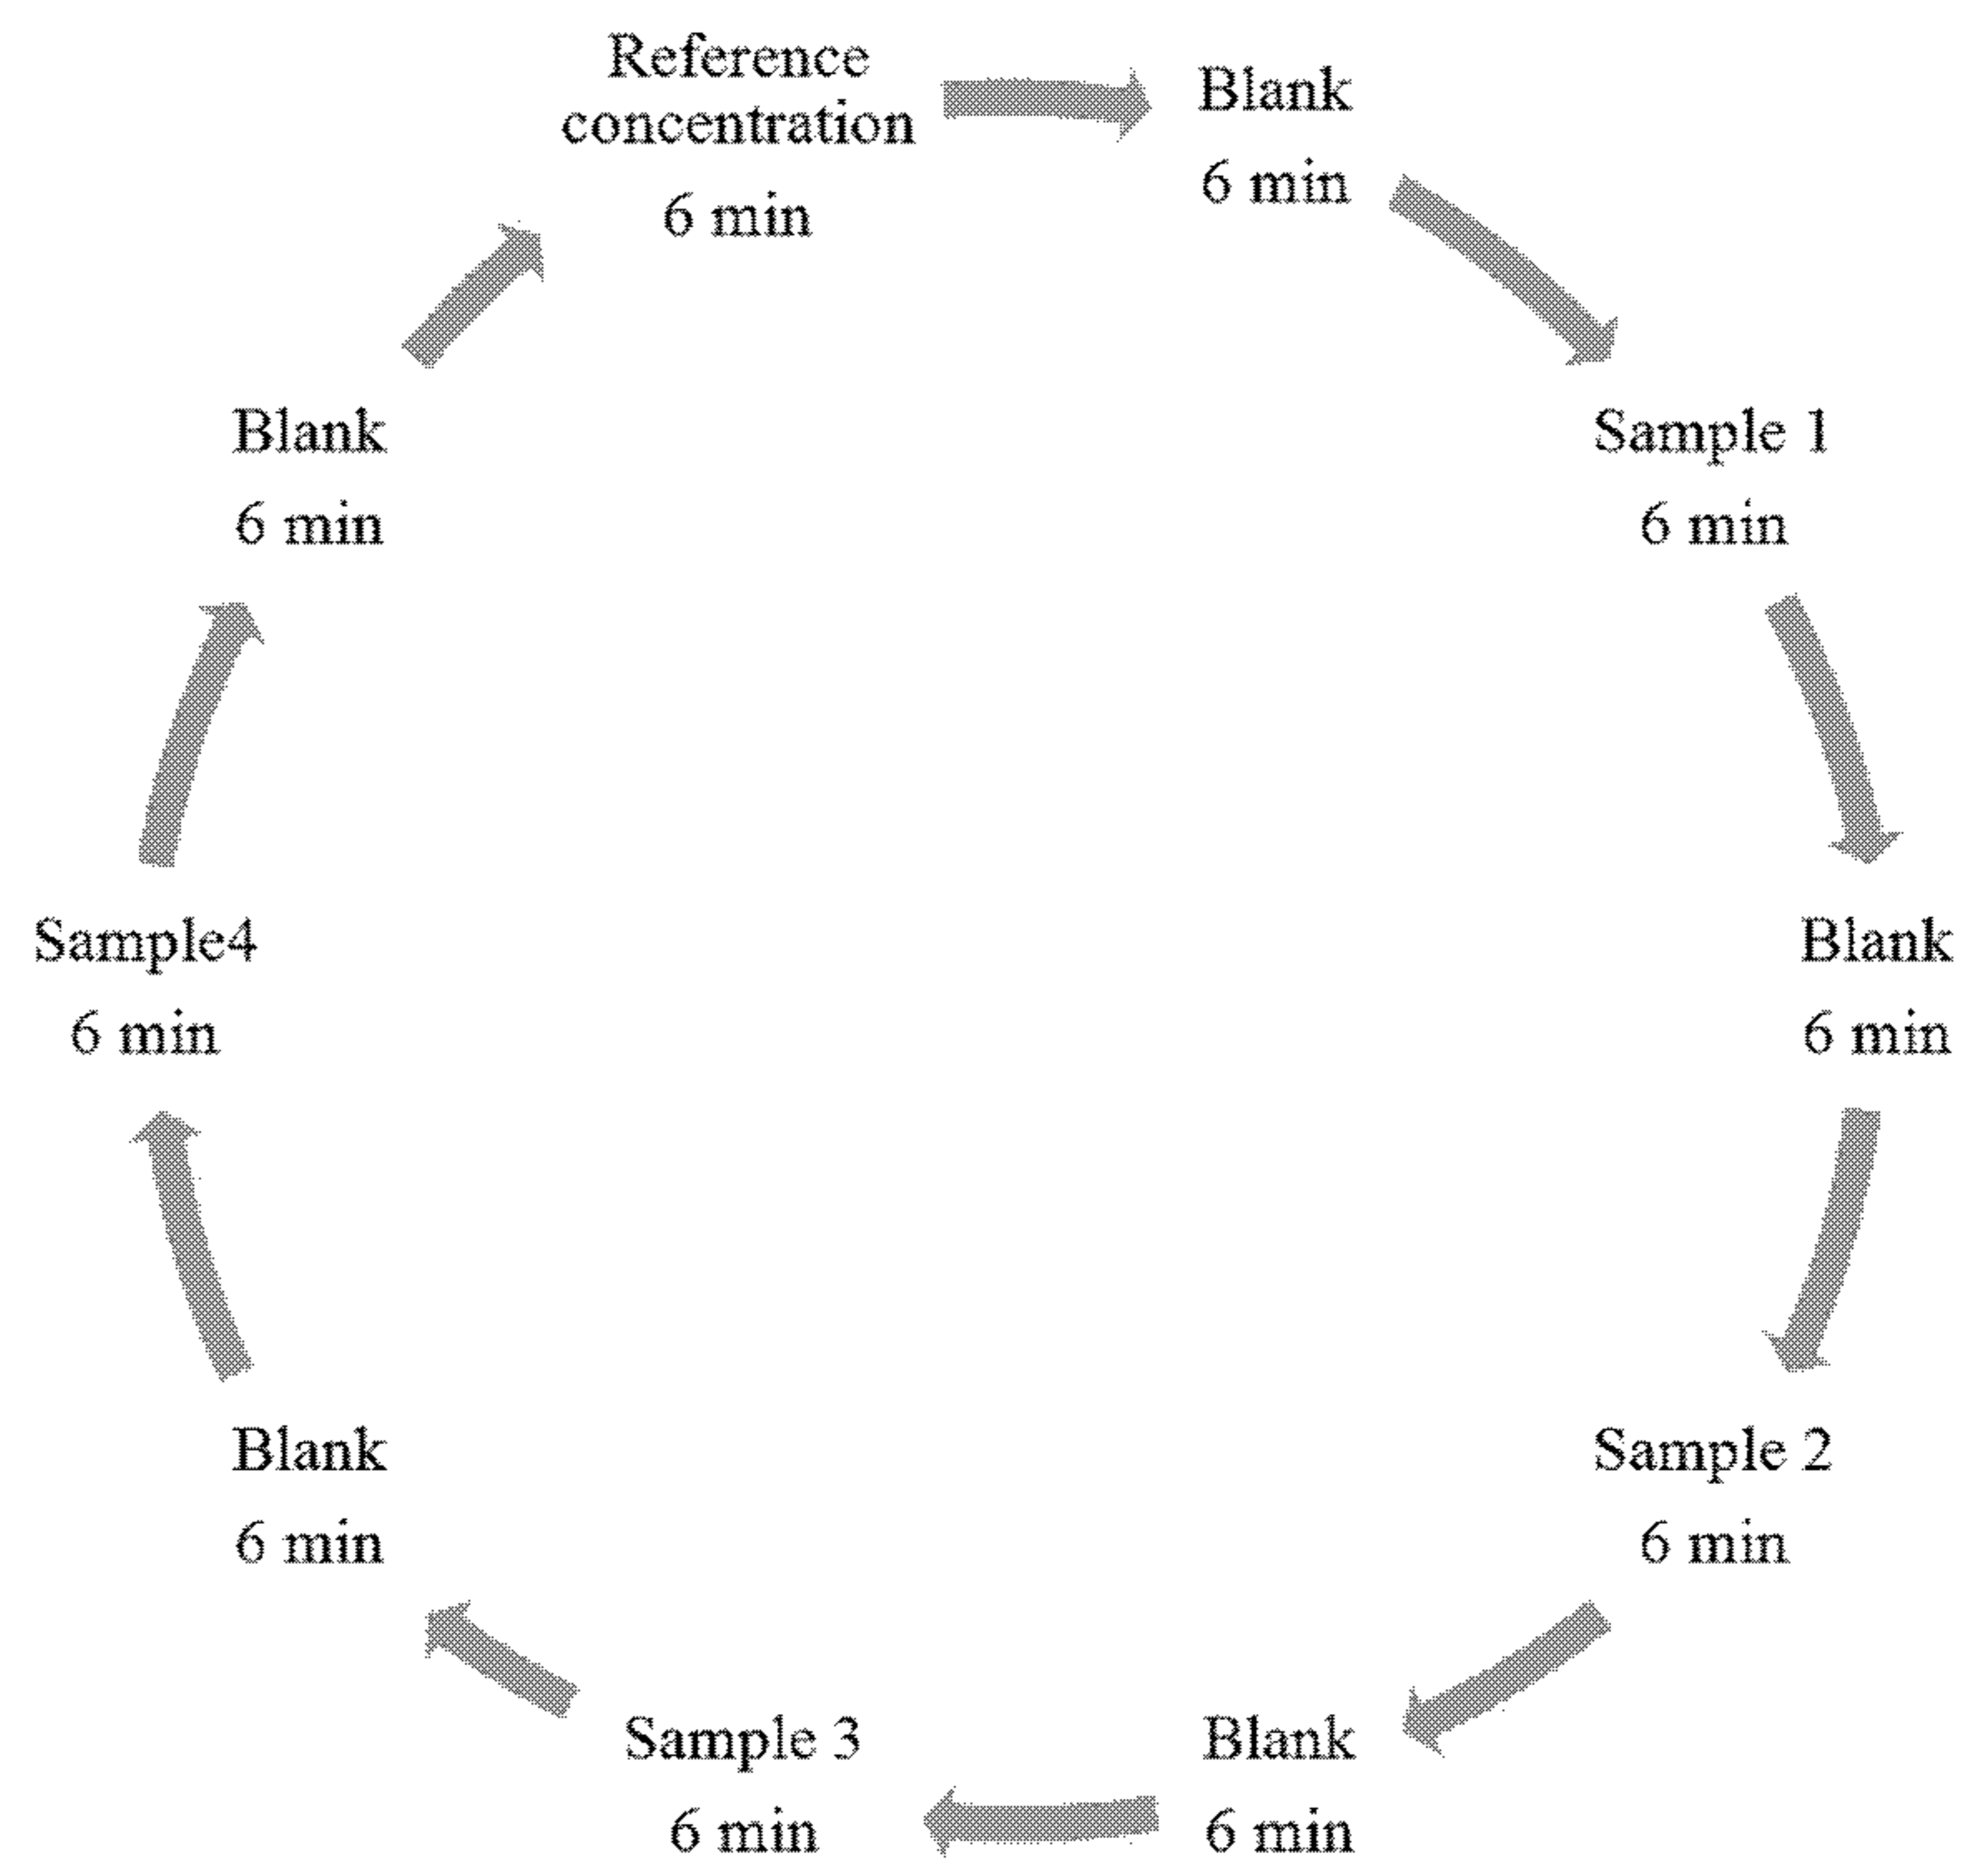 Reference
concentration
6 min
Blank
6 min
Sample 1
6 min
Blank
6 min
Sample 2
6 min
Blank
6 min
Sample 3
6 min
Blank
6 min
Sample4
6 min
Blank
6 min